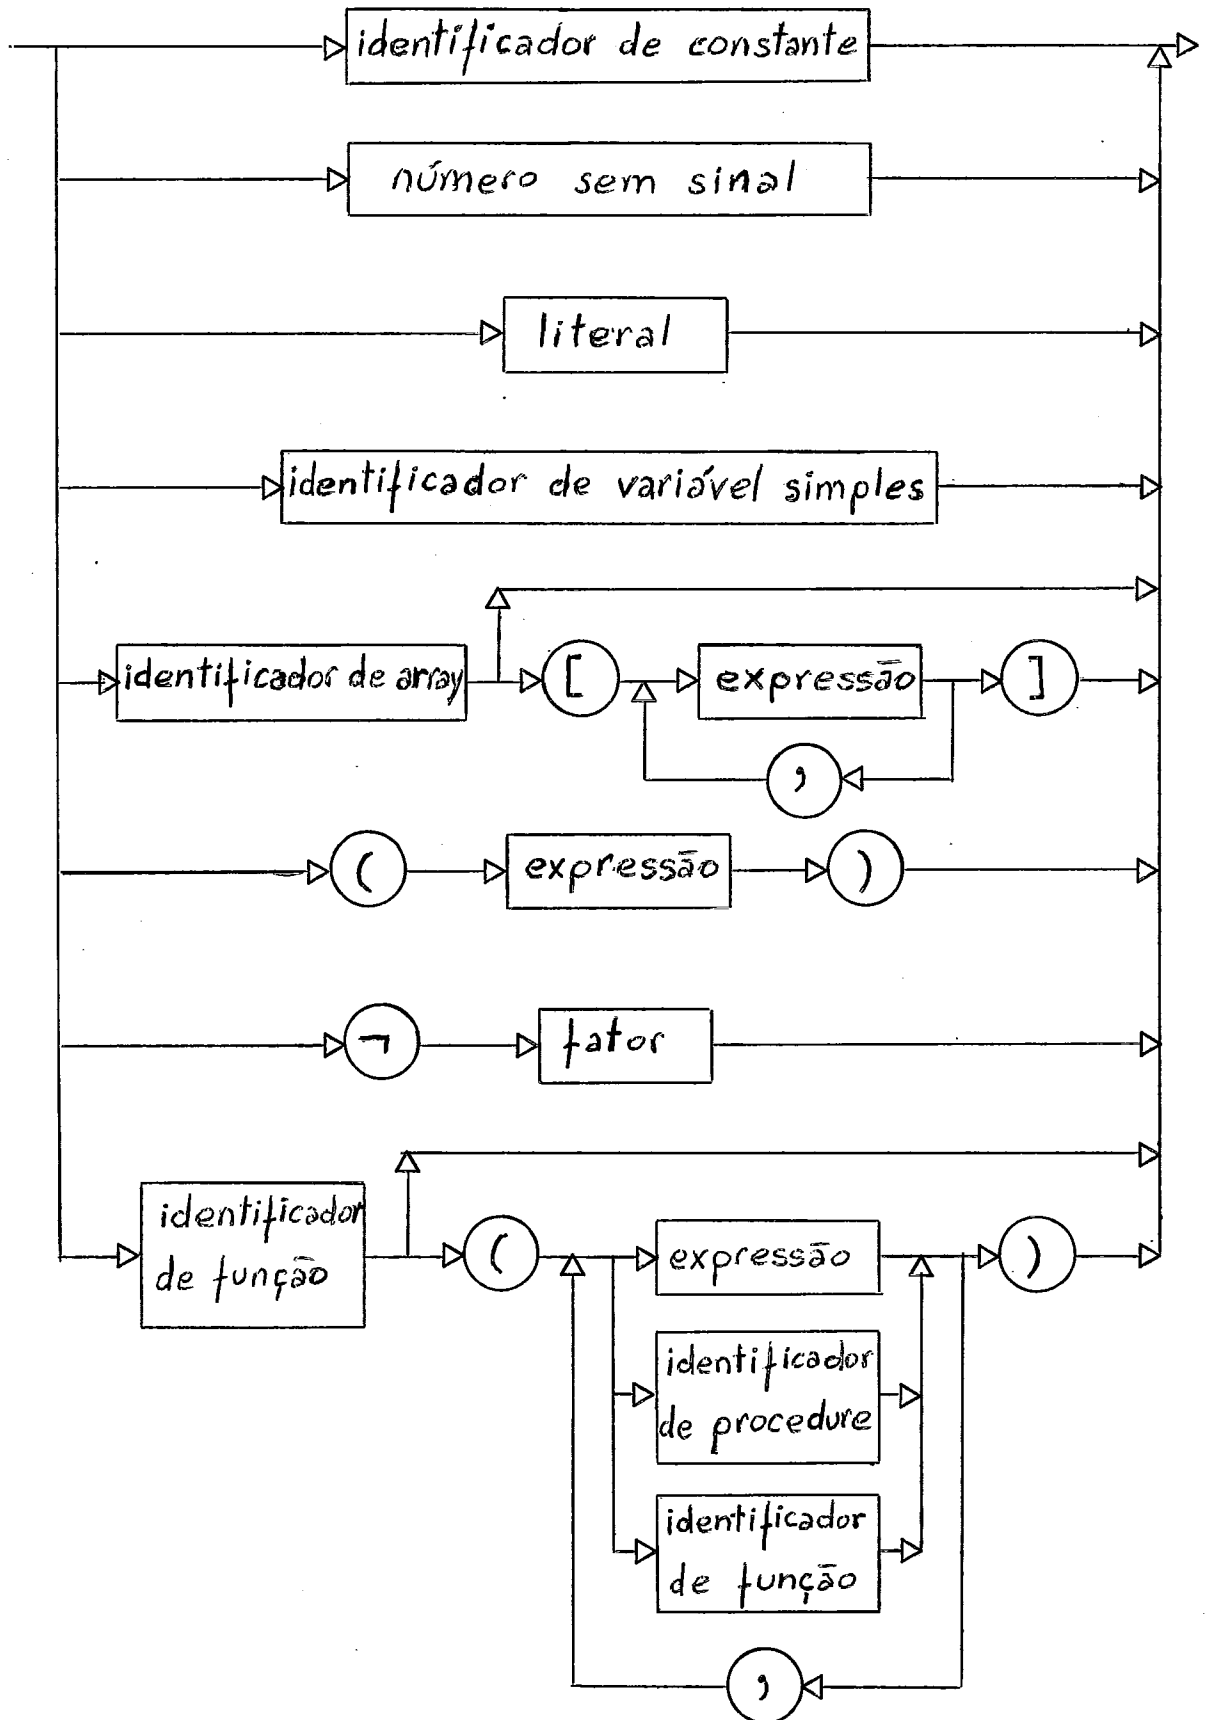 identificador de constante
número sem sinal
literal
identificador de variável simples
identificador de array [ expressão ]
,
( expressão )
¬ fator
identificador
de função
( expressão )
identificador
de procedure
identificador
de função
,